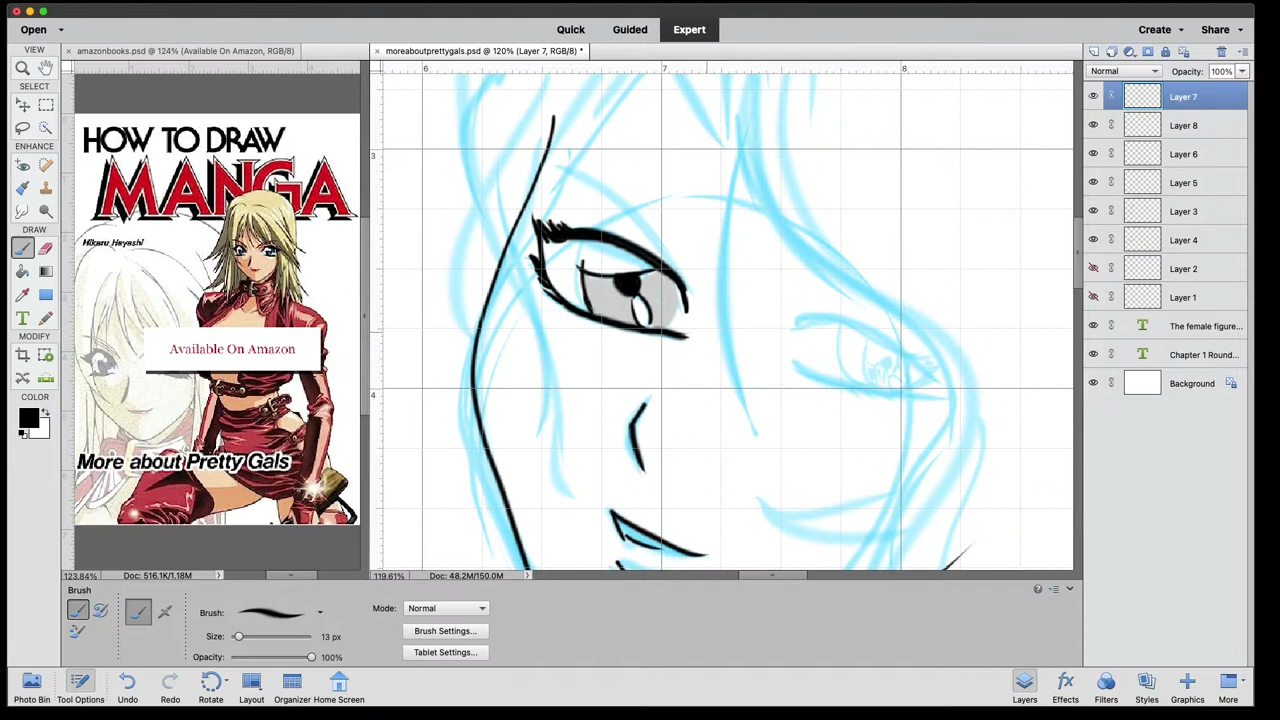 Open
Quick
Guided
Expert
Create
Share
VIEW
× amazonbooks.psd @ 124% (Available On Amazon, RGB/8)
× moreaboutprettygals.psd @ 120% (Layer 7, RGB/8) *
6
7
8
3
4
SELECT
ENHANCE
DRAW
MODIFY
COLOR
HOW TO DRAW
MANGA
Hikaru Hayashi
Available On Amazon
More about Pretty Gals
Normal
Opacity: 100%
Layer 7
Layer 8
Layer 6
Layer 5
Layer 3
Layer 4
Layer 2
Layer 1
The female figure...
Chapter 1 Round...
Background
123.84%
Doc: 516.1K/1.18M
119.61%
Doc: 48.2M/150.0M
Brush
Brush:
Size:
13 px
Opacity:
100%
Mode:
Normal
Brush Settings...
Tablet Settings...
Photo Bin
Tool Options
Undo
Redo
Rotate
Layout
Organizer
Home Screen
Layers
Effects
Filters
Styles
Graphics
More